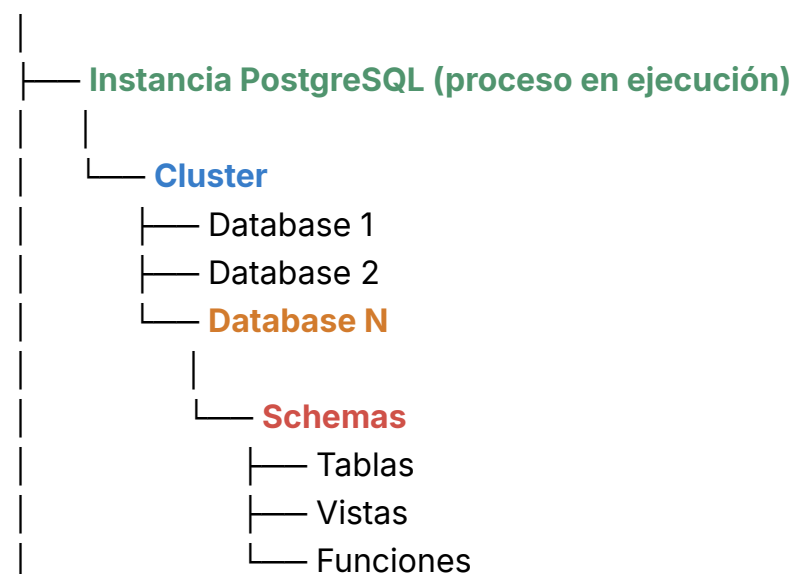 Instancia PostgreSQL (proceso en ejecución)
Cluster
Database 1
Database 2
Database N
Schemas
Tablas
Vistas
Funciones